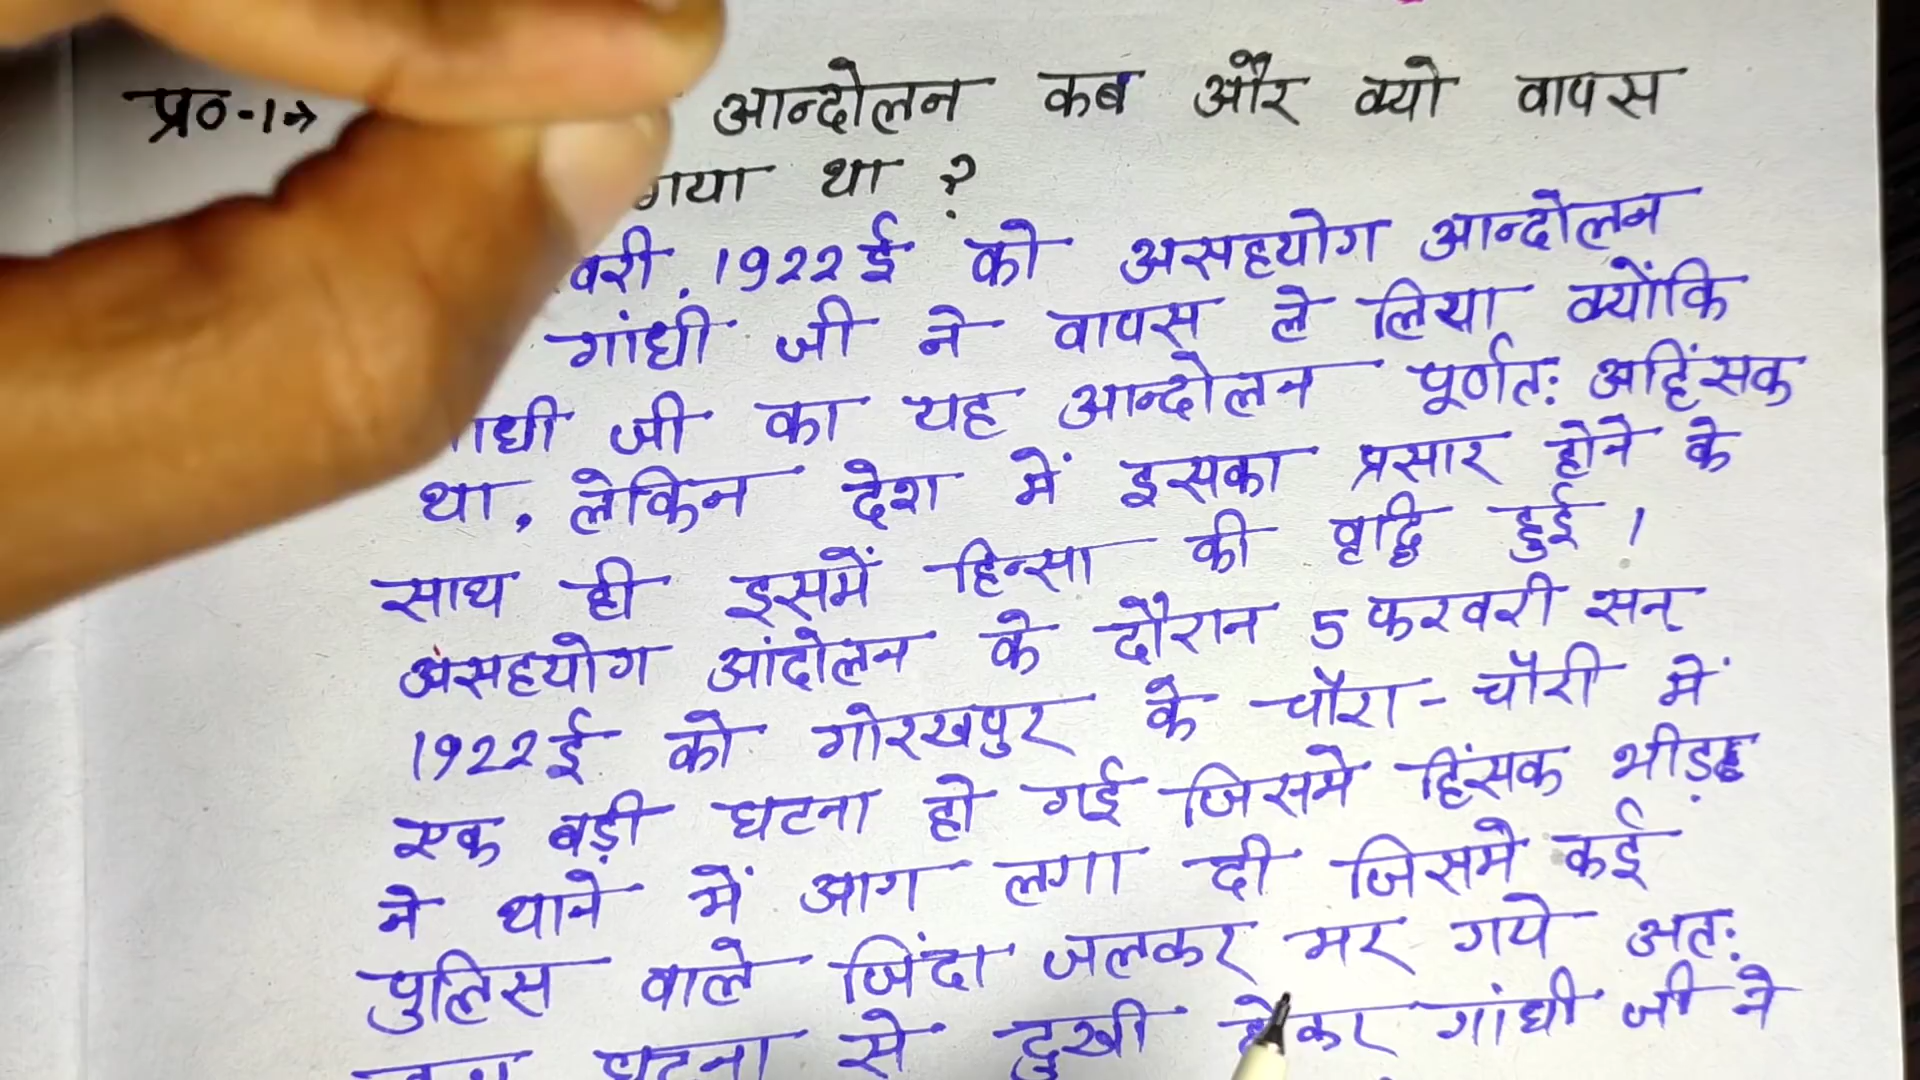 प्र०-1→ आन्दोलन कब और क्यो वापस
गया था ?
वरी, 1922 ई को असहयोग आन्दोलन
गांधी जी ने वापस ले लिया क्योंकि
गांधी जी का यह आन्दोलन पूर्णत: अहिंसक
था, लेकिन देश में इसका प्रसार होने के
साथ ही इसमें हिन्सा की वृद्धि हुई।
असहयोग आंदोलन के दौरान 5 फरवरी सन्
1922 ई को गोरखपुर के चौरा-चौरी में
एक बड़ी घटना हो गई जिसमे हिंसक भीड़
ने थाने में आग लगा दी जिसमे कई
पुलिस वाले जिंदा जलकर मर गये अत:
घटना से दुखी होकर गांधी जी ने